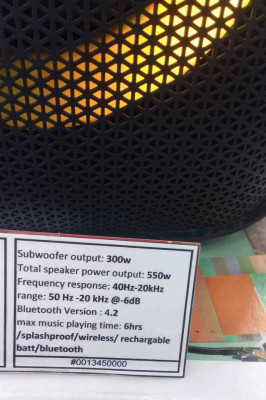 Subwoofer output: 300w
Total speaker power output: 550w
Frequency response: 40Hz-20kHz
range: 50 Hz -20 kHz @-6dB
Bluetooth Version : 4.2
max music playing time: 6hrs
/splashproof/wireless/ rechargable
batt/bluetooth
#0013450000